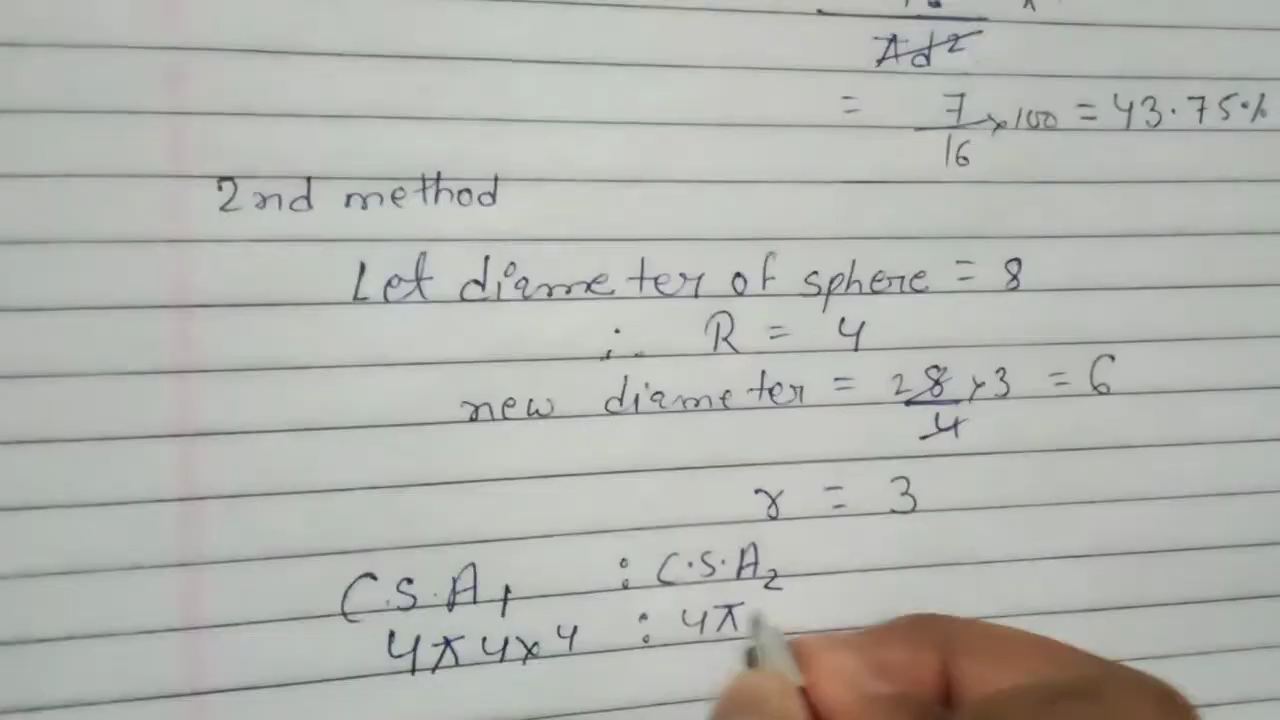 πd²
= 7/16 × 100 = 43.75%
2nd method
Let diameter of sphere = 8
∴ R = 4
new diameter = 2 8/4 × 3 = 6
r = 3
C.S.A₁ : C.S.A₂
4π 4×4 : 4π